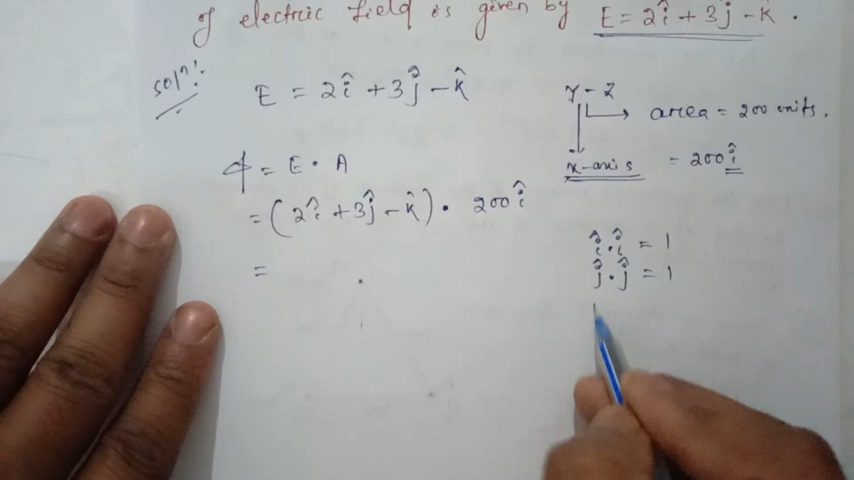 of electric field is given by E = 2î + 3ĵ - k̂ .
soln:
E = 2î + 3ĵ - k̂
y - z
area = 200 units.
x-axis = 200î
ϕ = E . A
= (2î + 3ĵ - k̂) . 200î
î . î = 1
ĵ . ĵ = 1
=